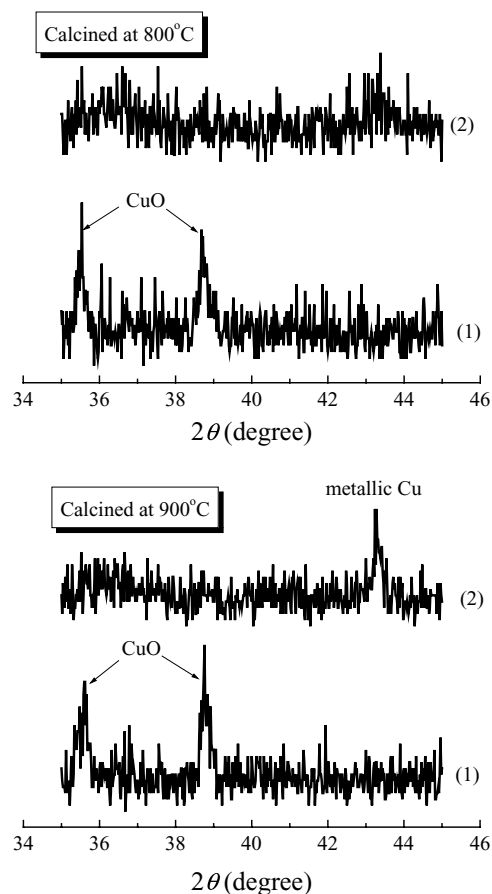 Calcined at 800°C
(2)
CuO
(1)
34 36 38 40 42 44 46
2θ (degree)
metallic Cu
Calcined at 900°C
(2)
CuO
(1)
34 36 38 40 42 44 46
2θ (degree)